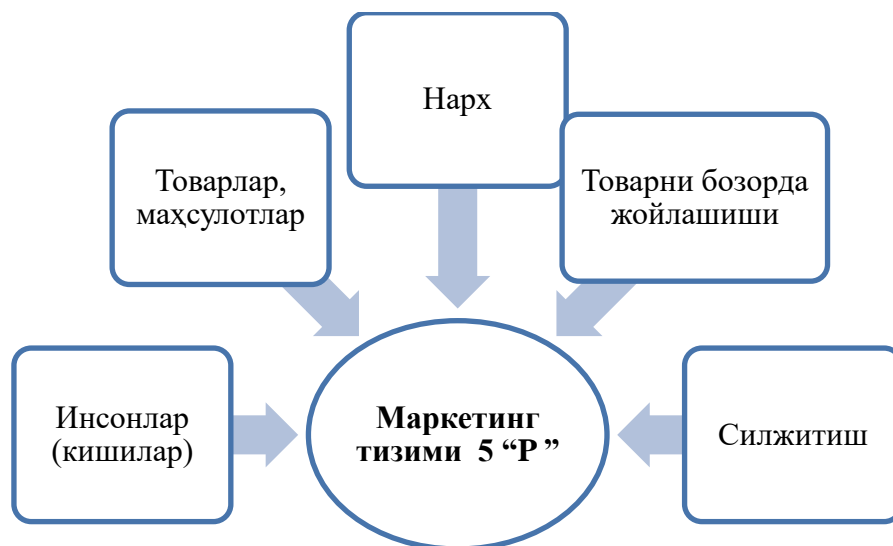 Нарх
Товарлар,
маҳсулотлар
Товарни бозорда
жойлашиши
Инсонлар
(кишилар)
Маркетинг
тизими 5 “Р ”
Силжитиш